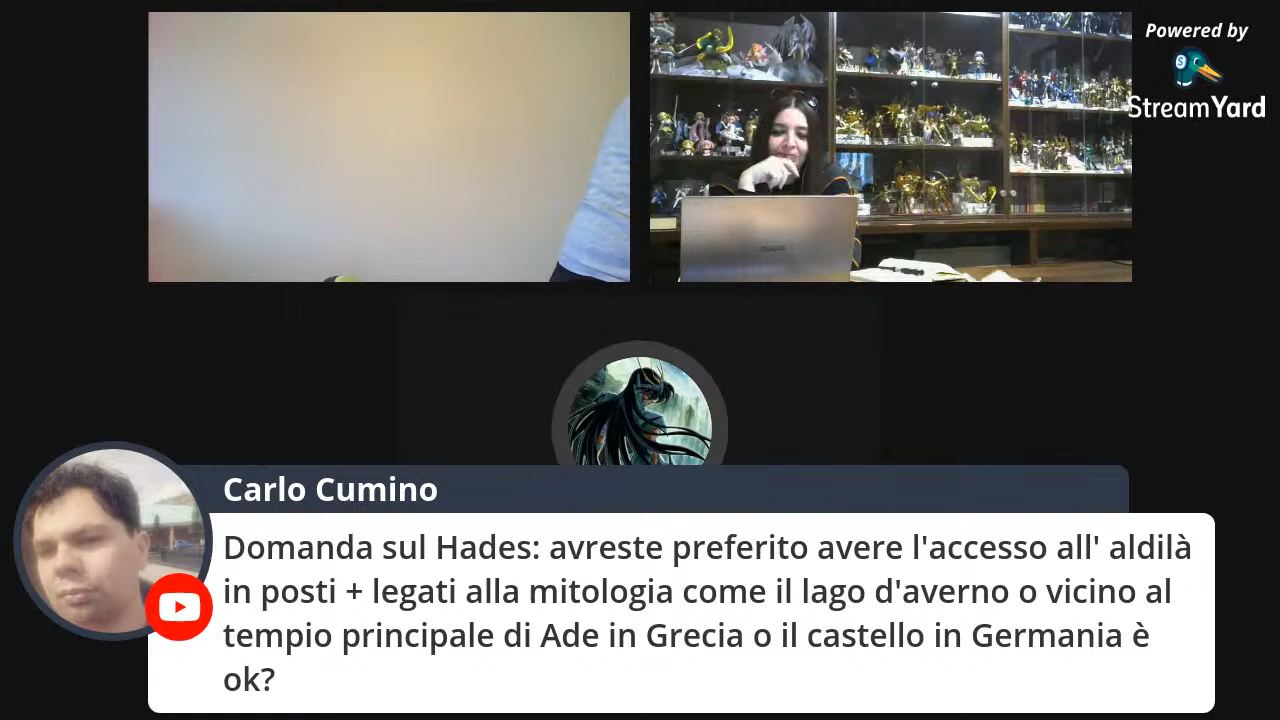 Powered by
StreamYard
Carlo Cumino
Domanda sul Hades: avreste preferito avere l'accesso all' aldilà
in posti + legati alla mitologia come il lago d'averno o vicino al
tempio principale di Ade in Grecia o il castello in Germania è
ok?